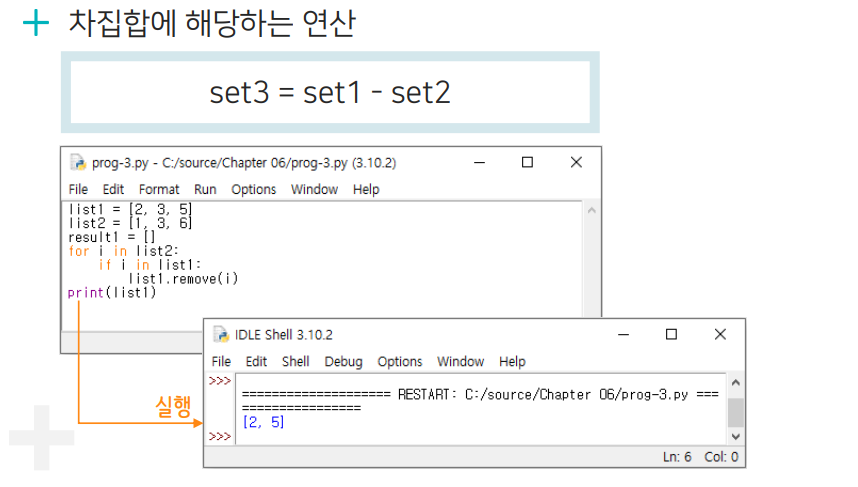 + 차집합에 해당하는 연산
set3 = set1 - set2
prog-3.py - C:/source/Chapter 06/prog-3.py (3.10.2)
File Edit Format Run Options Window Help
list1 = [2, 3, 5]
list2 = [1, 3, 6]
result1 = []
for i in list2:
    if i in list1:
        list1.remove(i)
print(list1)
IDLE Shell 3.10.2
File Edit Shell Debug Options Window Help
>>>
==================== RESTART: C:/source/Chapter 06/prog-3.py ===
================
[2, 5]
>>>
실행
Ln: 6 Col: 0